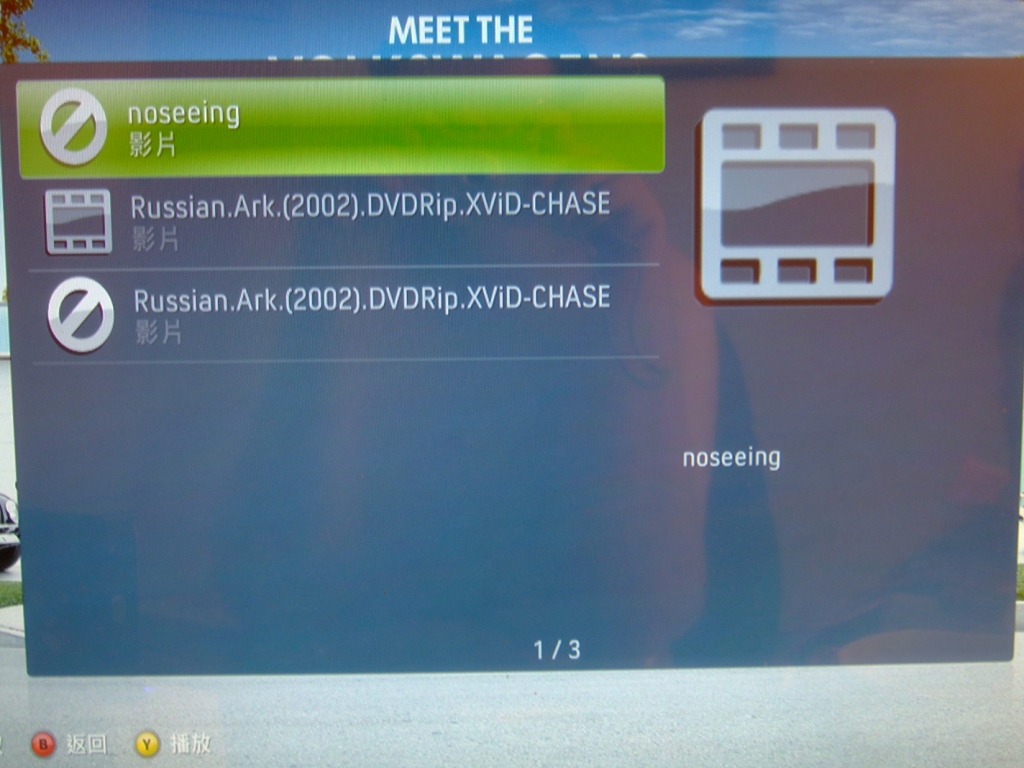 MEET THE
noseeing
影片
Russian.Ark.(2002).DVDRip.XViD-CHASE
影片
Russian.Ark.(2002).DVDRip.XViD-CHASE
影片
noseeing
1 / 3
B 返回 Y 播放